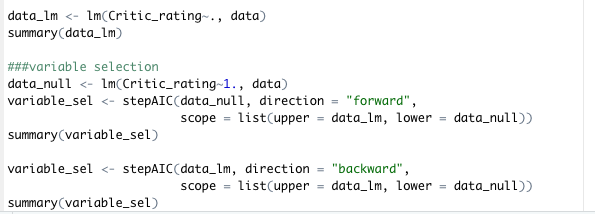 data_lm <- lm(Critic_rating~., data)
summary(data_lm)
###variable selection
data_null <- lm(Critic_rating~1., data)
variable_sel <- stepAIC(data_null, direction = "forward",
scope = list(upper = data_lm, lower = data_null))
summary(variable_sel)
variable_sel <- stepAIC(data_lm, direction = "backward",
scope = list(upper = data_lm, lower = data_null))
summary(variable_sel)